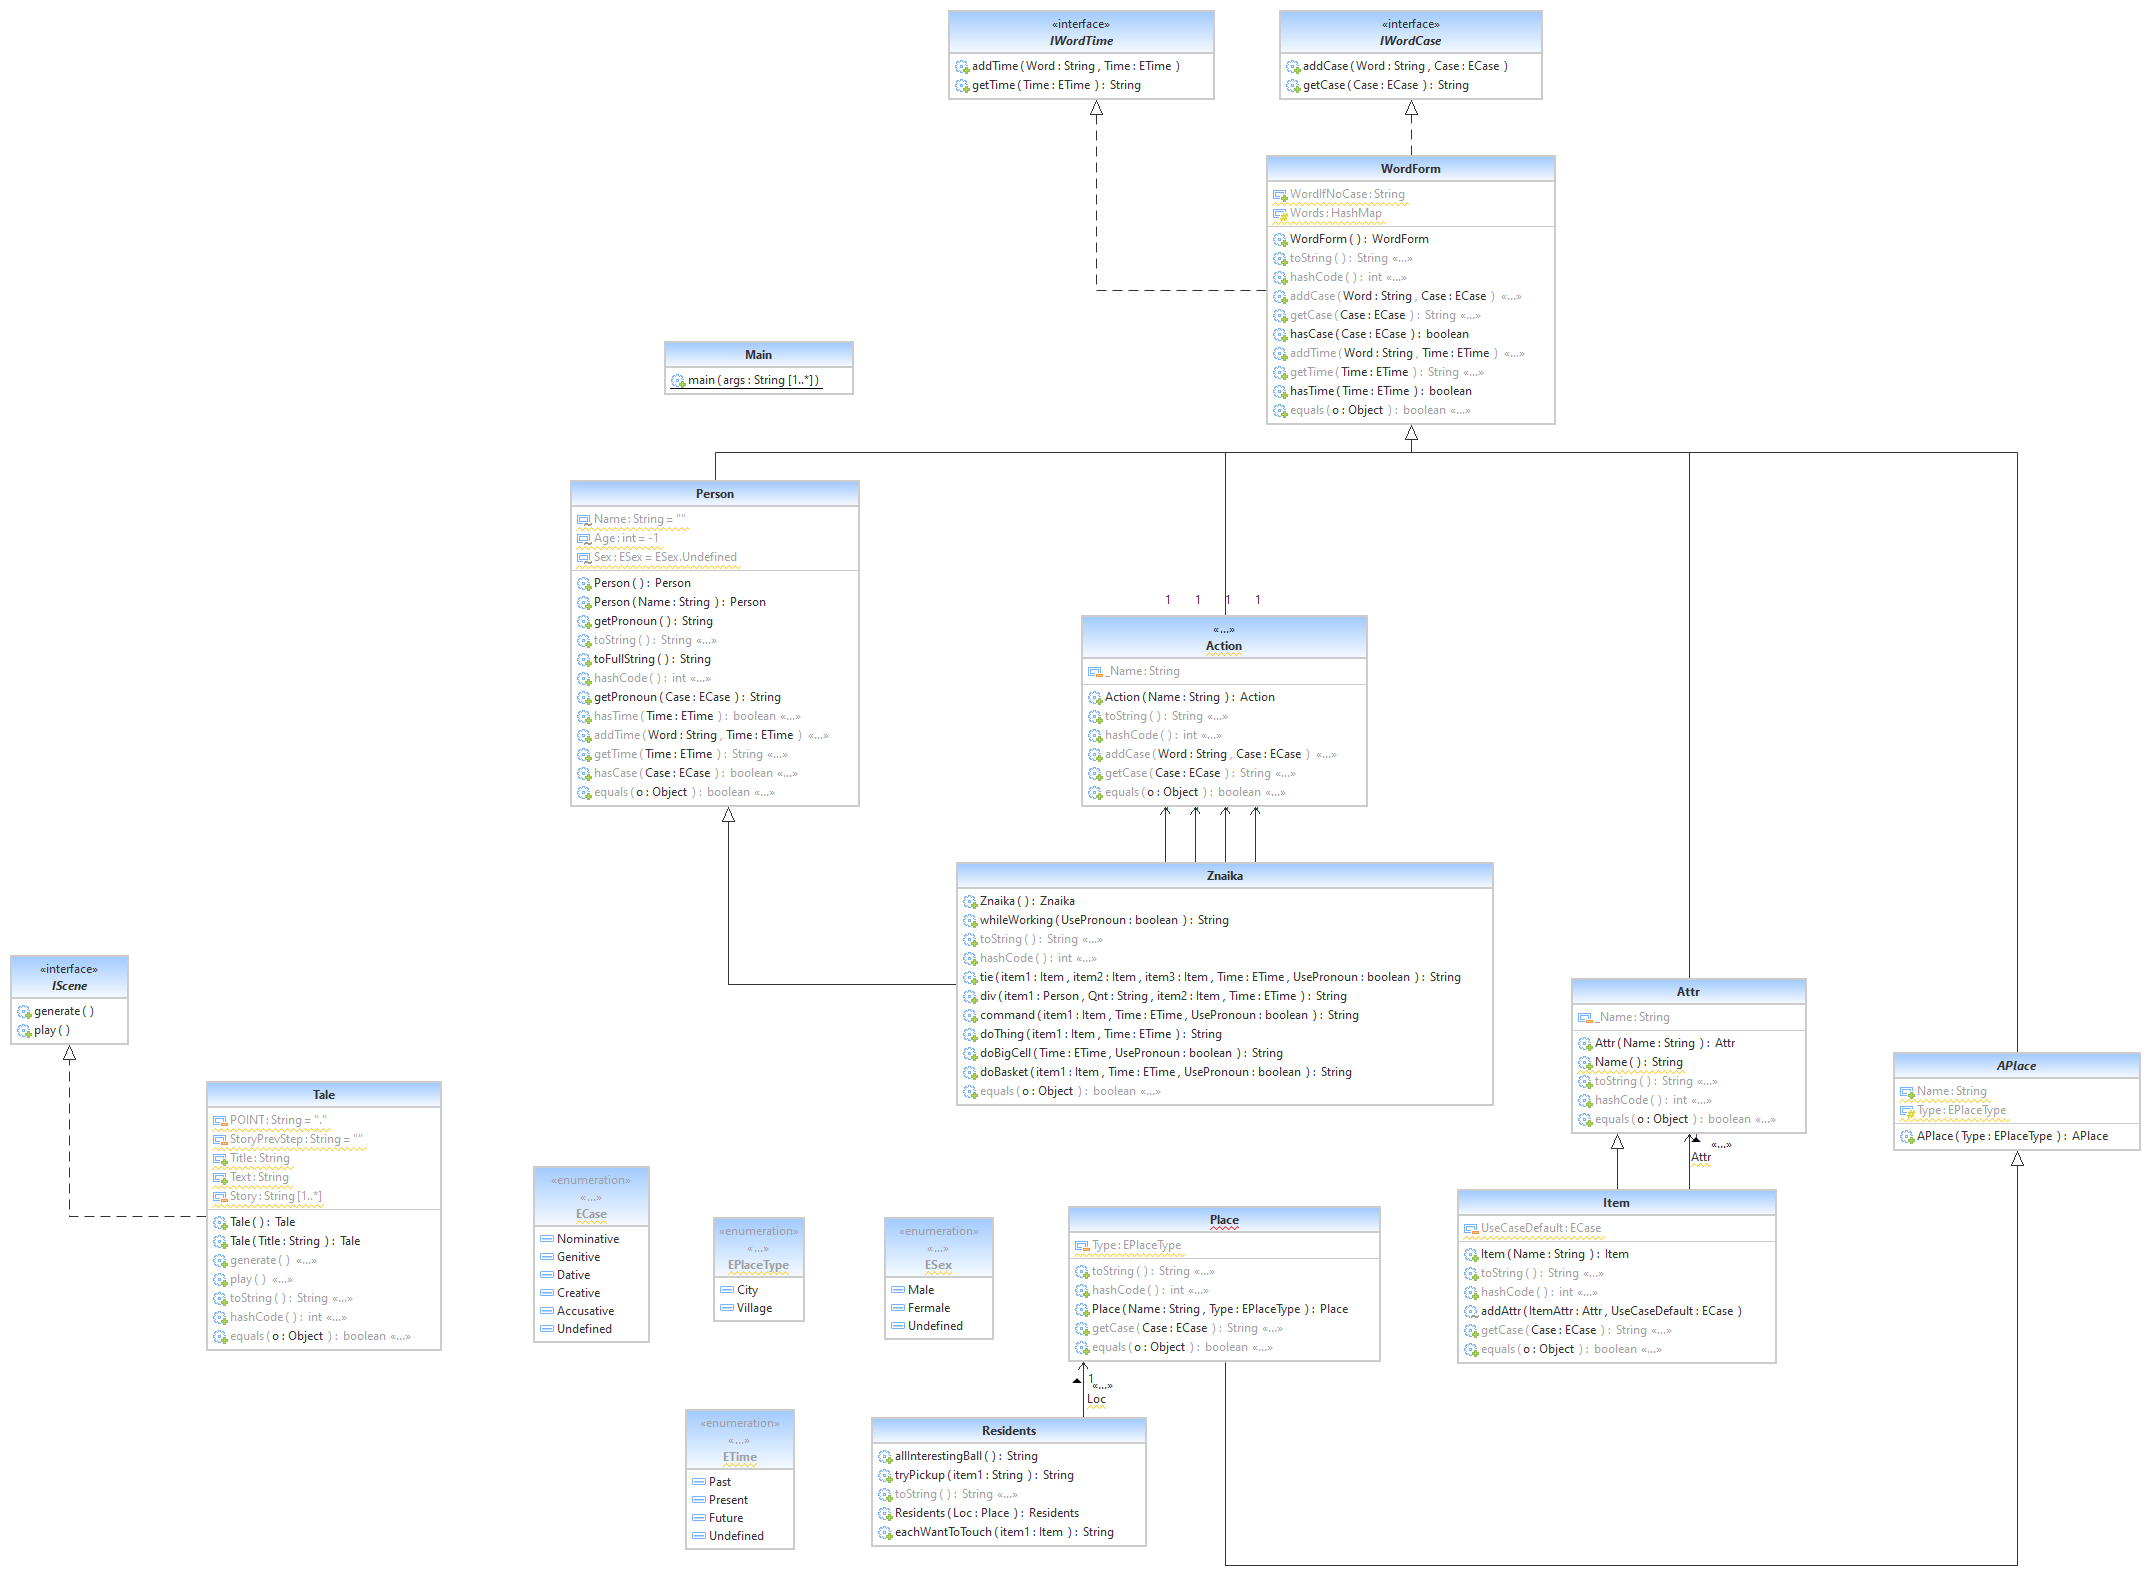 «interface»
IWordTime
addTime ( Word : String , Time : ETime )
getTime ( Time : ETime ) : String
«interface»
IWordCase
addCase ( Word : String , Case : ECase )
getCase ( Case : ECase ) : String
WordForm
WordIfNoCase : String
Words : HashMap
WordForm ( ) : WordForm
toString ( ) : String «...»
hashCode ( ) : int «...»
addCase ( Word : String , Case : ECase ) «...»
getCase ( Case : ECase ) : String «...»
hasCase ( Case : ECase ) : boolean
addTime ( Word : String , Time : ETime ) «...»
getTime ( Time : ETime ) : String «...»
hasTime ( Time : ETime ) : boolean
equals ( o : Object ) : boolean «...»
Main
main ( args : String [1..*] )
Person
Name : String = ""
Age : int = -1
Sex : ESex = ESex.Undefined
Person ( ) : Person
Person ( Name : String ) : Person
getPronoun ( ) : String
toString ( ) : String «...»
toFullString ( ) : String
hashCode ( ) : int «...»
getPronoun ( Case : ECase ) : String
hasTime ( Time : ETime ) : boolean «...»
addTime ( Word : String , Time : ETime ) «...»
getTime ( Time : ETime ) : String «...»
hasCase ( Case : ECase ) : boolean «...»
equals ( o : Object ) : boolean «...»
1 1 1 1
«...»
Action
_Name : String
Action ( Name : String ) : Action
toString ( ) : String «...»
hashCode ( ) : int «...»
addCase ( Word : String , Case : ECase ) «...»
getCase ( Case : ECase ) : String «...»
equals ( o : Object ) : boolean «...»
Znaika
Znaika ( ) : Znaika
whileWorking ( UsePronoun : boolean ) : String
toString ( ) : String «...»
hashCode ( ) : int «...»
tie ( item1 : Item , item2 : Item , item3 : Item , Time : ETime , UsePronoun : boolean ) : String
div ( item1 : Person , Qnt : String , item2 : Item , Time : ETime ) : String
command ( item1 : Item , Time : ETime , UsePronoun : boolean ) : String
doThing ( item1 : Item , Time : ETime ) : String
doBigCell ( Time : ETime , UsePronoun : boolean ) : String
doBasket ( item1 : Item , Time : ETime , UsePronoun : boolean ) : String
equals ( o : Object ) : boolean «...»
«interface»
IScene
generate ( )
play ( )
Attr
_Name : String
Attr ( Name : String ) : Attr
Name ( ) : String
toString ( ) : String «...»
hashCode ( ) : int «...»
equals ( o : Object ) : boolean «...»
«...»
Attr
APlace
Name : String
Type : EPlaceType
APlace ( Type : EPlaceType ) : APlace
Tale
POINT : String = "."
StoryPrevStep : String = ""
Title : String
Text : String
Story : String [1..*]
Tale ( ) : Tale
Tale ( Title : String ) : Tale
generate ( ) «...»
play ( ) «...»
toString ( ) : String «...»
hashCode ( ) : int «...»
equals ( o : Object ) : boolean «...»
«enumeration»
«...»
ECase
Nominative
Genitive
Dative
Creative
Accusative
Undefined
«enumeration»
«...»
EPlaceType
City
Village
«enumeration»
«...»
ESex
Male
Fermale
Undefined
Place
Type : EPlaceType
toString ( ) : String «...»
hashCode ( ) : int «...»
Place ( Name : String , Type : EPlaceType ) : Place
getCase ( Case : ECase ) : String «...»
equals ( o : Object ) : boolean «...»
1
«...»
Loc
Item
UseCaseDefault : ECase
Item ( Name : String ) : Item
toString ( ) : String «...»
hashCode ( ) : int «...»
addAttr ( ItemAttr : Attr , UseCaseDefault : ECase )
getCase ( Case : ECase ) : String «...»
equals ( o : Object ) : boolean «...»
«enumeration»
«...»
ETime
Past
Present
Future
Undefined
Residents
allInterestingBall ( ) : String
tryPickup ( item1 : String ) : String
toString ( ) : String «...»
Residents ( Loc : Place ) : Residents
eachWantToTouch ( item1 : Item ) : String